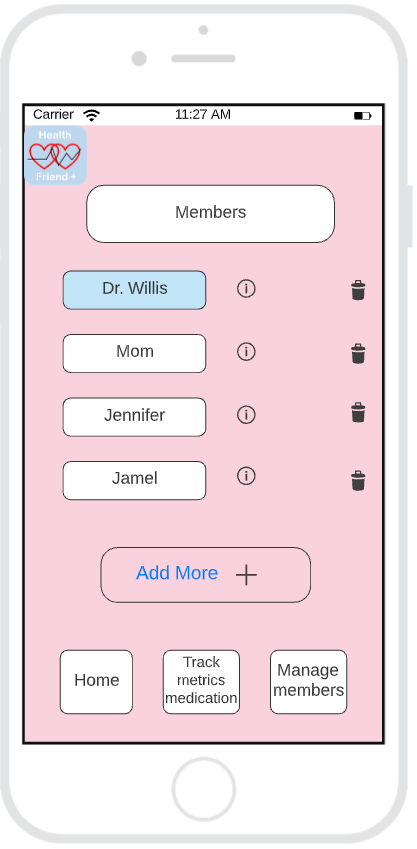 Carrier 11:27 AM
Health
Friend +
Members
Dr. Willis
Mom
Jennifer
Jamel
Add More +
Home
Track
metrics
medication
Manage
members